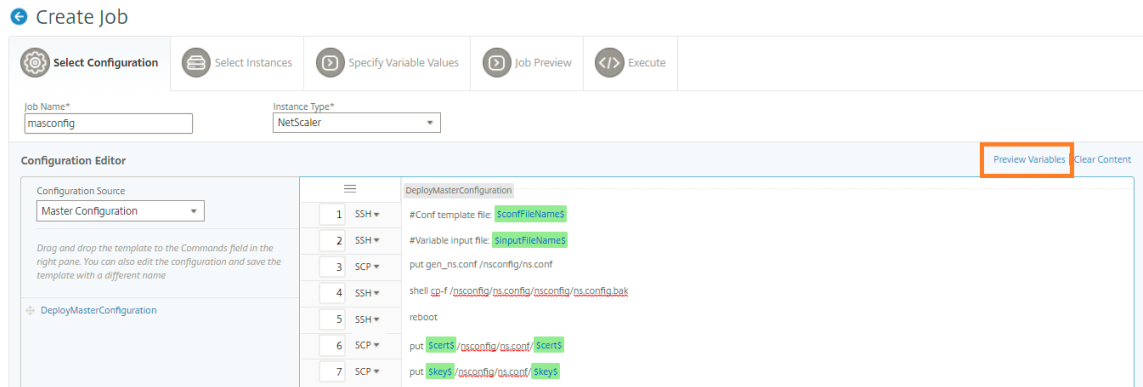 Create Job
Select Configuration
Select Instances
Specify Variable Values
Job Preview
Execute
Job Name*
Instance Type*
masconfig
NetScaler
Configuration Editor
Preview Variables
Clear Content
Configuration Source
Master Configuration
Drag and drop the template to the Commands field in the
right pane. You can also edit the configuration and save the
template with a different name
DeployMasterConfiguration
DeployMasterConfiguration
1 SSH #Conf template file: $confFileName$
2 SSH #Variable input file: $inputFileName$
3 SCP put gen_ns.conf /nsconfig/ns.conf
4 SSH shell cp-f /nsconfig/ns.config/nsconfig/ns.config.bak
5 SSH reboot
6 SCP put $cert$ /nsconfig/ns.conf/ $cert$
7 SCP put $key$ /nsconfig/ns.conf/ $key$